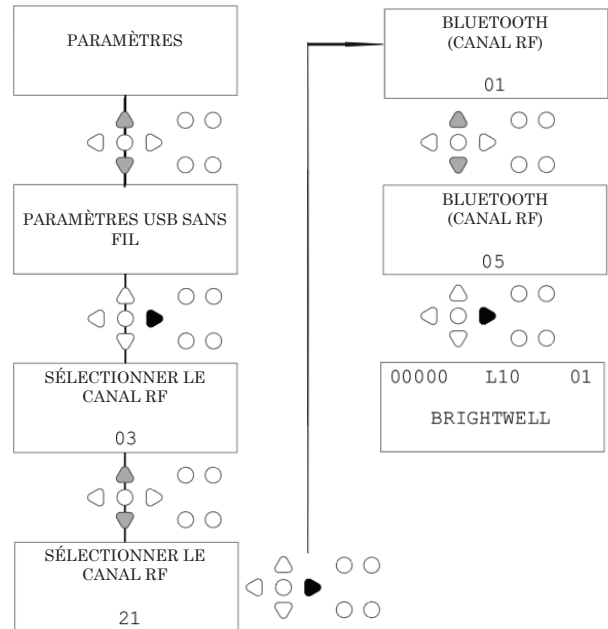 PARAMÈTRES
PARAMÈTRES USB SANS
FIL
SÉLECTIONNER LE
CANAL RF
03
SÉLECTIONNER LE
CANAL RF
21
BLUETOOTH
(CANAL RF)
01
BLUETOOTH
(CANAL RF)
05
00000 L10 01
BRIGHTWELL